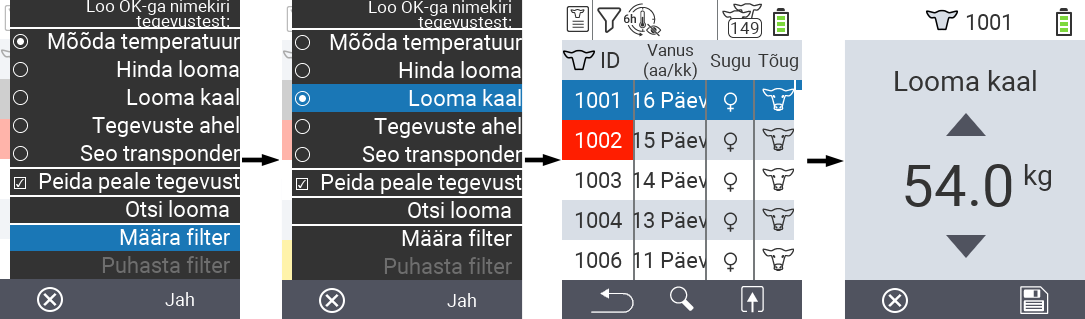 Loo OK-ga nimekiri
tegevustest:
Mõõda temperatuur
Hinda looma
Looma kaal
Tegevuste ahel
Seo transponder
Peida peale tegevust
Otsi looma
Määra filter
Puhasta filter
Jah
Loo OK-ga nimekiri
tegevustest:
Mõõda temperatuur
Hinda looma
Looma kaal
Tegevuste ahel
Seo transponder
Peida peale tegevust
Otsi looma
Määra filter
Puhasta filter
Jah
6h
149
ID Vanus (aa/kk) Sugu Tõug
1001 16 Päev
1002 15 Päev
1003 14 Päev
1004 13 Päev
1006 11 Päev
1001
Looma kaal
54.0 kg